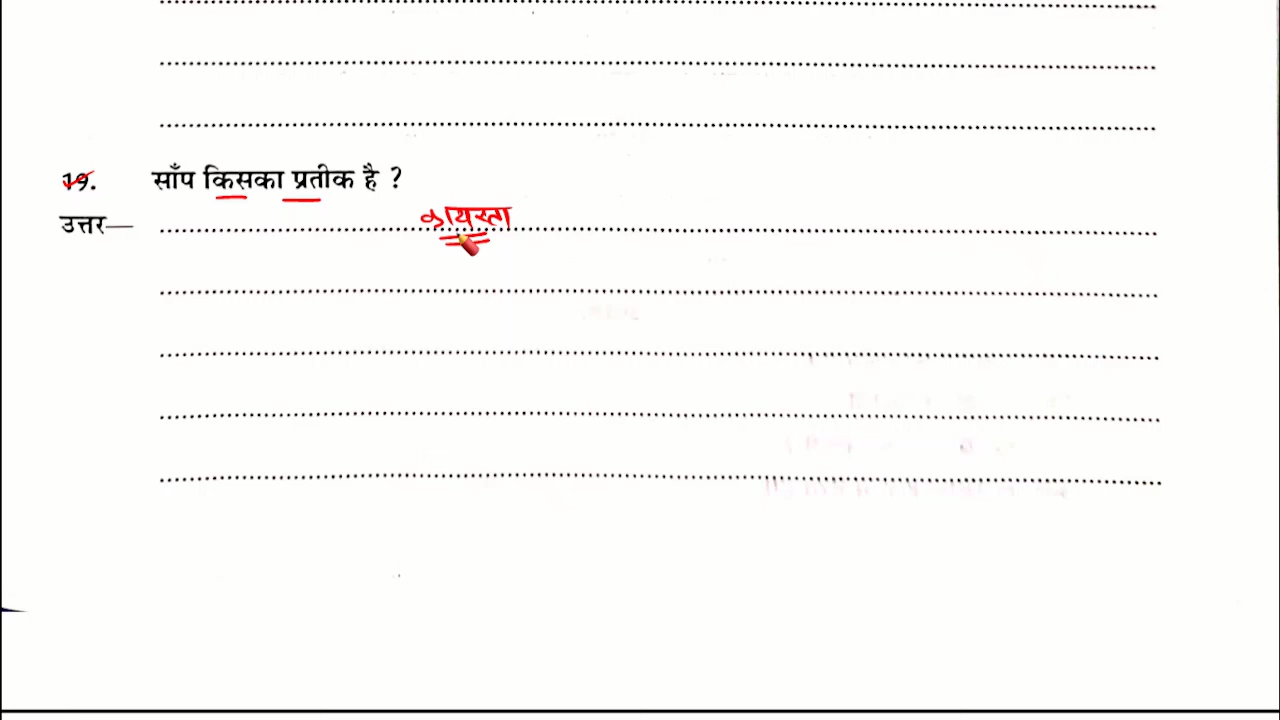 19. साँप किसका प्रतीक है ?
उत्तर— कायरता